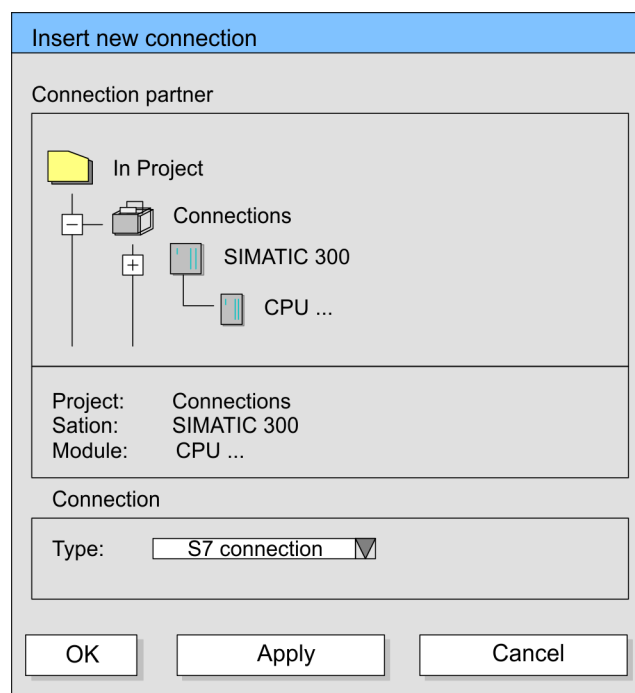 Insert new connection
Connection partner
In Project
Connections
SIMATIC 300
CPU ...
Project: Connections
Sation: SIMATIC 300
Module: CPU ...
Connection
Type: S7 connection
OK Apply Cancel